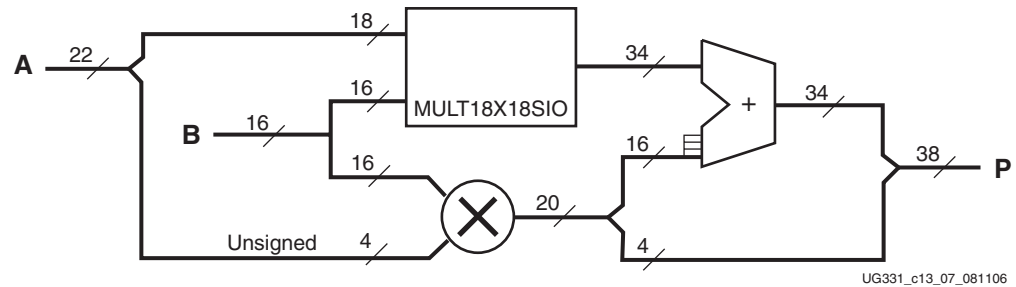 18
34
A
22
16
MULT18X18SIO
+
34
B
16
16
16
38
P
20
Unsigned
4
4
UG331_c13_07_081106